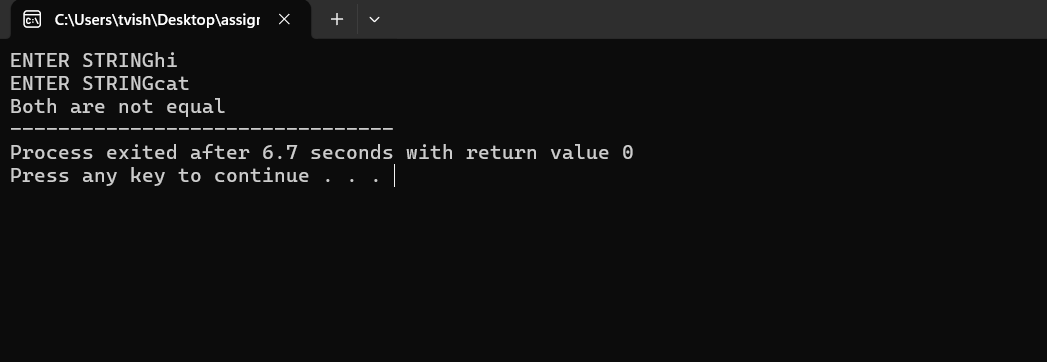 C:\Users\tvish\Desktop\assigr
ENTER STRINGhi
ENTER STRINGcat
Both are not equal
--------------------------------
Process exited after 6.7 seconds with return value 0
Press any key to continue . . .